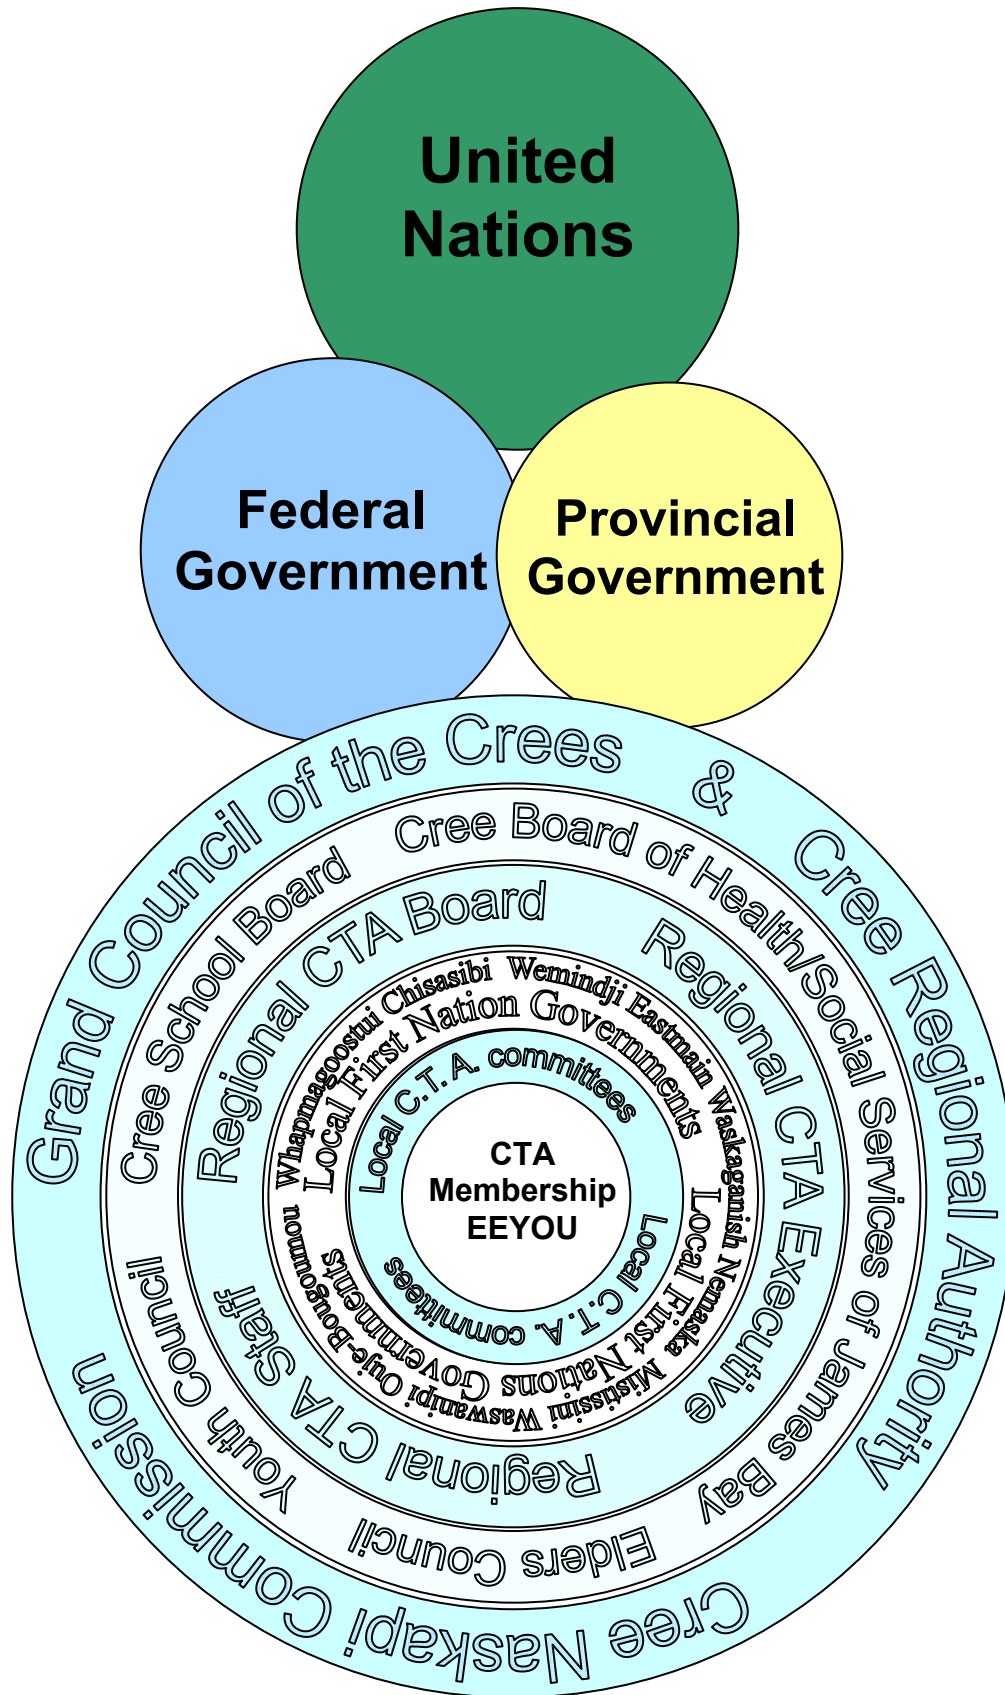 United
Nations
Federal
Government
Provincial
Government
Grand Council of the Crees & Cree Regional Authority
Cree Naskapi Commission
Cree School Board
Cree Board of Health/Social Services of James Bay
Elders Council
Youth Council
Regional CTA Board
Regional CTA Executive
Regional CTA Staff
Whapmagoostui Chisasibi Wemindji Eastmain Waskaganish Nemaska Mistissini Waswanipi Ouje-Bougoumou
Local First Nation Governments
Local First Nations Governments
Local C.T.A. committees
Local C.T.A. committees
CTA
Membership
EEYOU